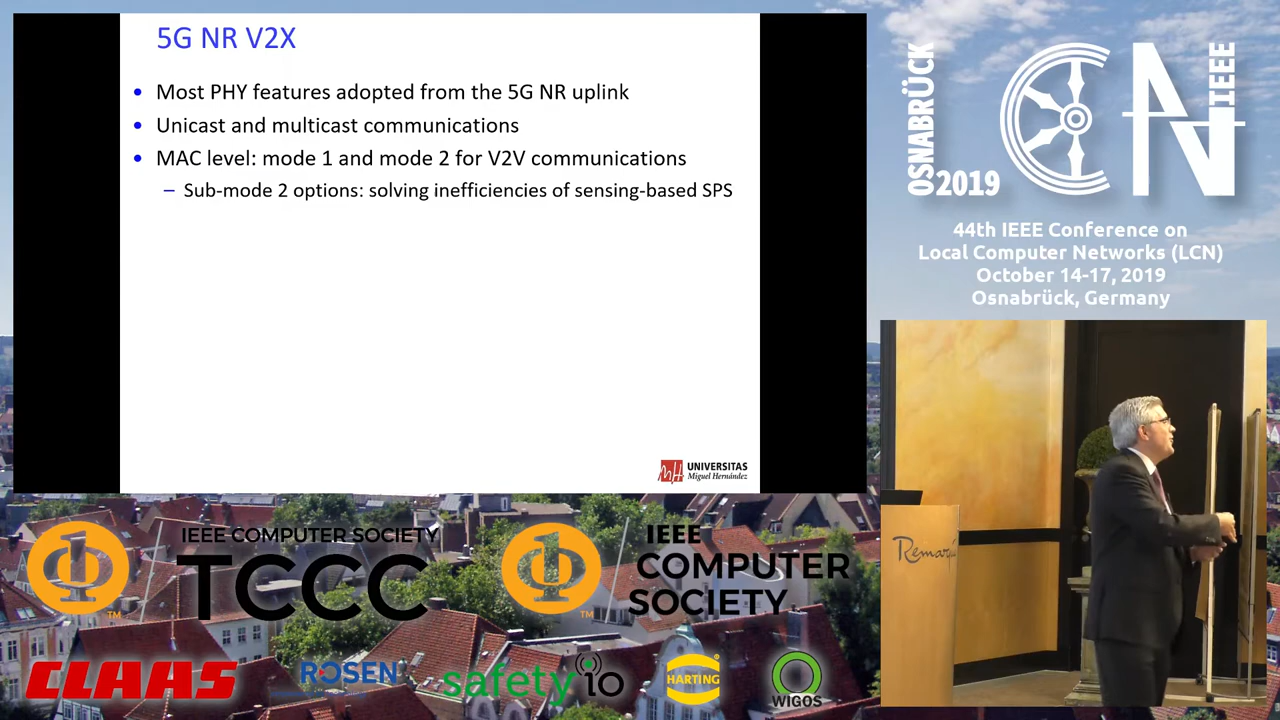 5G NR V2X
• Most PHY features adopted from the 5G NR uplink
• Unicast and multicast communications
• MAC level: mode 1 and mode 2 for V2V communications
– Sub-mode 2 options: solving inefficiencies of sensing-based SPS
UNIVERSITAS
Miguel Hernández
OSNABRÜCK
2019
LCN
IEEE
44th IEEE Conference on
Local Computer Networks (LCN)
October 14-17, 2019
Osnabrück, Germany
IEEE COMPUTER SOCIETY
TCCC
TM
IEEE
COMPUTER
SOCIETY
TM
CLAAS
ROSEN
safety io
HARTING
WIGOS